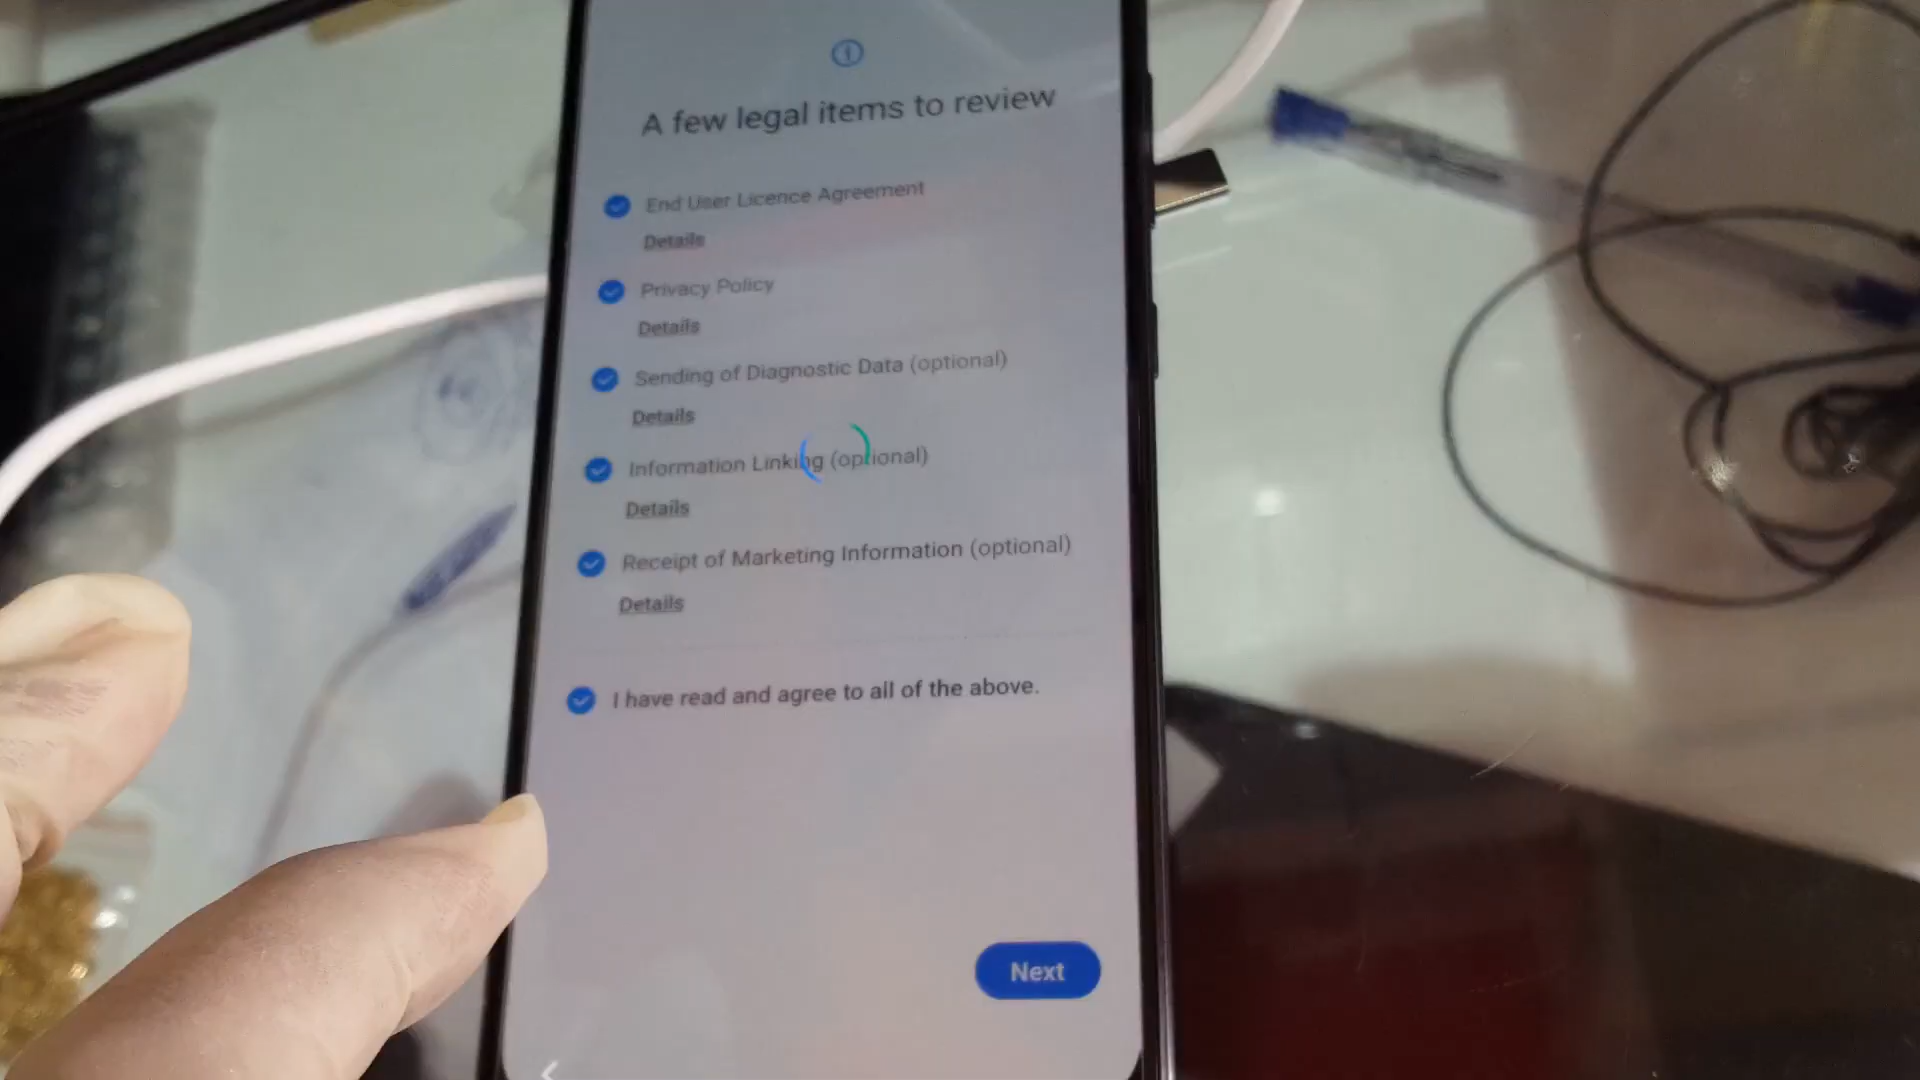 A few legal items to review
End User Licence Agreement
Details
Privacy Policy
Details
Sending of Diagnostic Data (optional)
Details
Information Linking (optional)
Details
Receipt of Marketing Information (optional)
Details
I have read and agree to all of the above.
Next